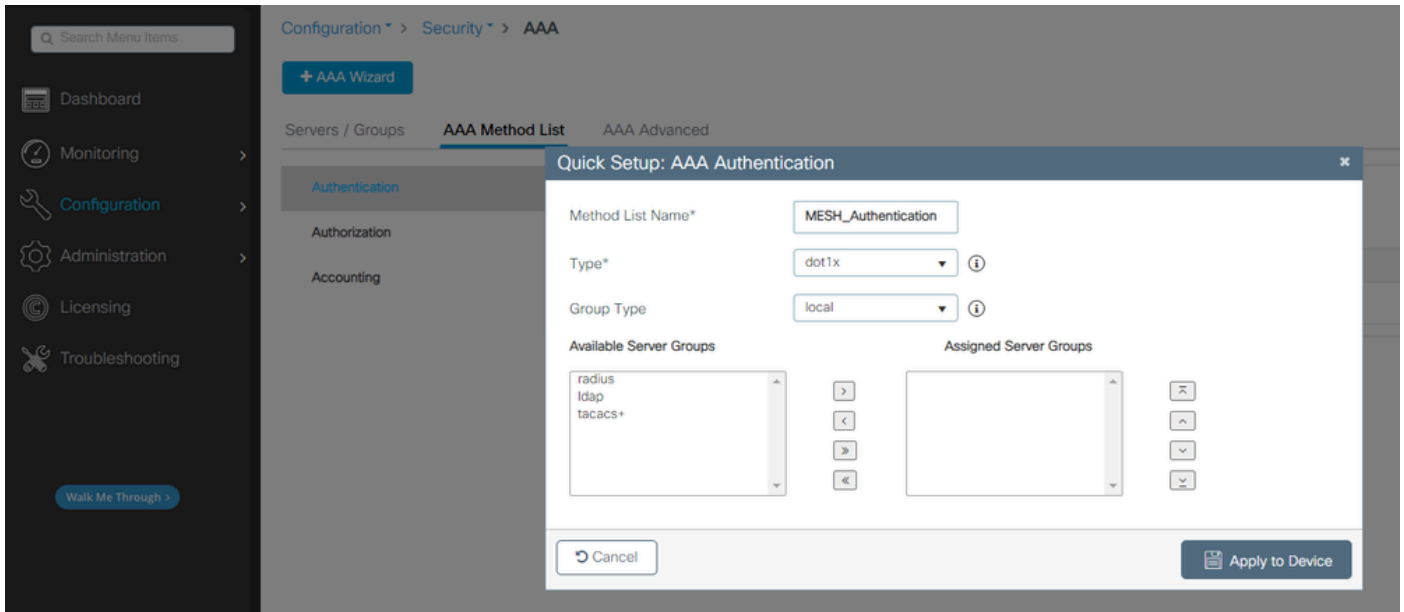 Search Menu Items
Dashboard
Monitoring
Configuration
Administration
Licensing
Troubleshooting
Walk Me Through >
Configuration > Security > AAA
+ AAA Wizard
Servers / Groups AAA Method List AAA Advanced
Authentication
Authorization
Accounting
Quick Setup: AAA Authentication
Method List Name* MESH_Authentication
Type* dot1x
Group Type local
Available Server Groups Assigned Server Groups
radius
ldap
tacacs+
Cancel Apply to Device